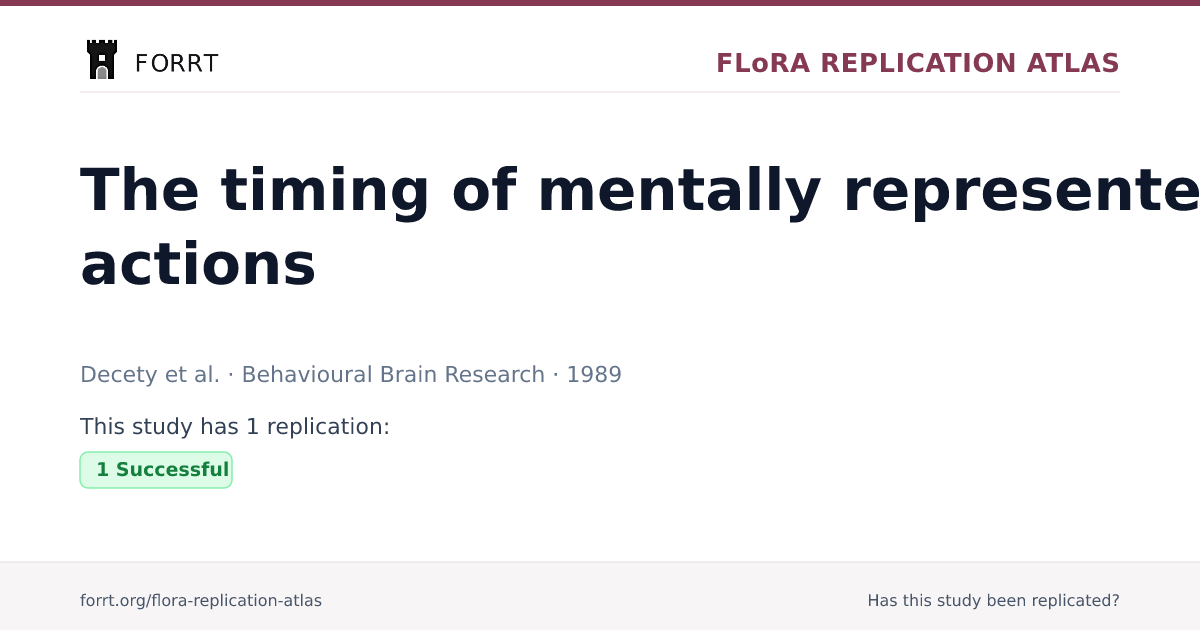 FORRT
FLoRA REPLICATION ATLAS
The timing of mentally represente
actions
Decety et al. · Behavioural Brain Research · 1989
This study has 1 replication:
1 Successful
forrt.org/flora-replication-atlas
Has this study been replicated?